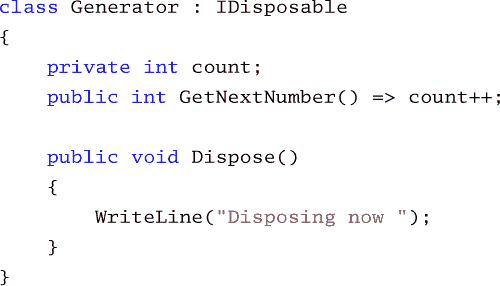 class Generator : IDisposable
{
    private int count;
    public int GetNextNumber() => count++;

    public void Dispose()
    {
        WriteLine("Disposing now ");
    }
}